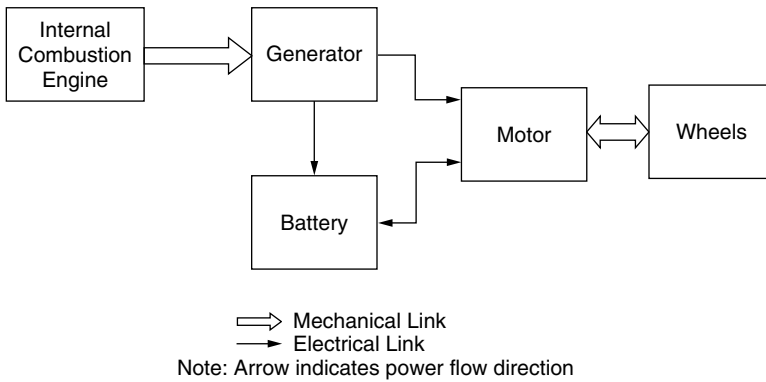 Internal
Combustion
Engine
Generator
Motor
Wheels
Battery
Mechanical Link
Electrical Link
Note: Arrow indicates power flow direction